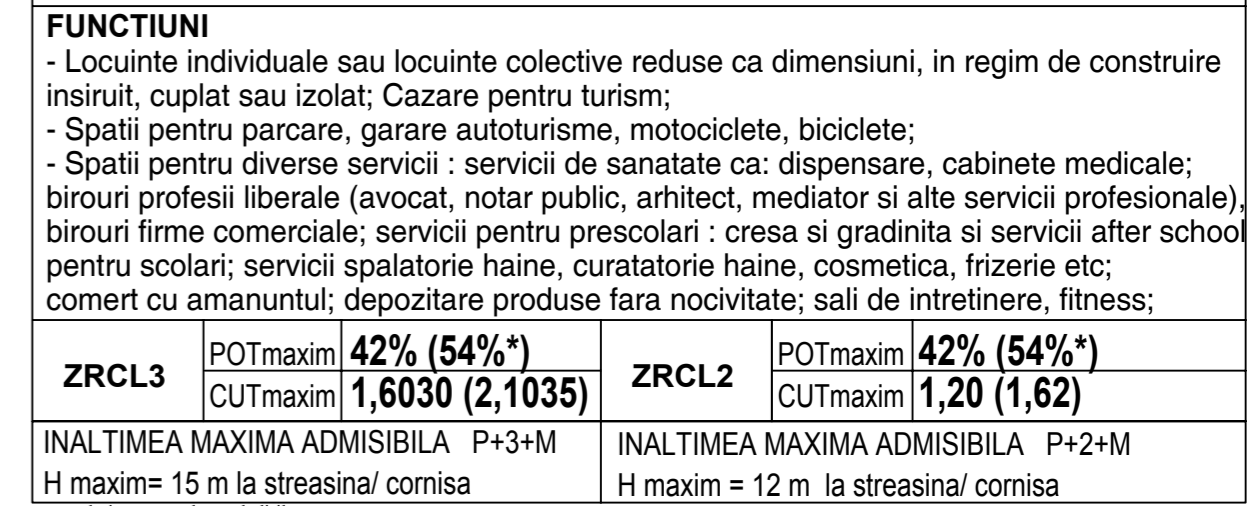 FUNCTIUNI
- Locuinte individuale sau locuinte colective reduse ca dimensiuni, in regim de construire
insiruit, cuplat sau izolat; Cazare pentru turism;
- Spatii pentru parcare, garare autoturisme, motociclete, biciclete;
- Spatii pentru diverse servicii : servicii de sanatate ca: dispensare, cabinete medicale;
birouri profesii liberale (avocat, notar public, arhitect, mediator si alte servicii profesionale),
birouri firme comerciale; servicii pentru prescolari : cresa si gradinita si servicii after school
pentru scolari; servicii spalatorie haine, curatatorie haine, cosmetica, frizerie etc;
comert cu amanuntul; depozitare produse fara nocivitate; sali de intretinere, fitness;
ZRCL3
POTmaxim 42% (54%*)
CUTmaxim 1,6030 (2,1035)
ZRCL2
POTmaxim 42% (54%*)
CUTmaxim 1,20 (1,62)
INALTIMEA MAXIMA ADMISIBILA P+3+M
H maxim= 15 m la streasina/ cornisa
INALTIMEA MAXIMA ADMISIBILA P+2+M
H maxim = 12 m la streasina/ cornisa